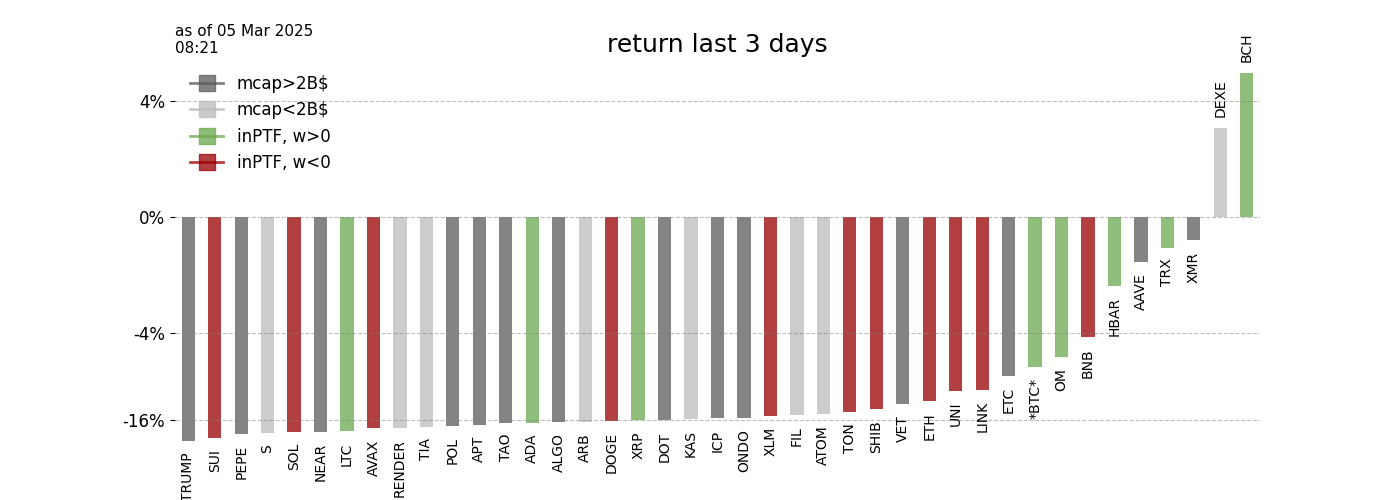 as of 05 Mar 2025
08:21
return last 3 days
mcap>2B$
mcap<2B$
inPTF, w>0
inPTF, w<0
4%
0%
-4%
-16%
TRUMP
SUI
PEPE
S
SOL
NEAR
LTC
AVAX
RENDER
TIA
POL
APT
TAO
ADA
ALGO
ARB
DOGE
XRP
DOT
KAS
ICP
ONDO
XLM
FIL
ATOM
TON
SHIB
VET
ETH
UNI
LINK
ETC
*BTC*
OM
BNB
HBAR
AAVE
TRX
XMR
DEXE
BCH